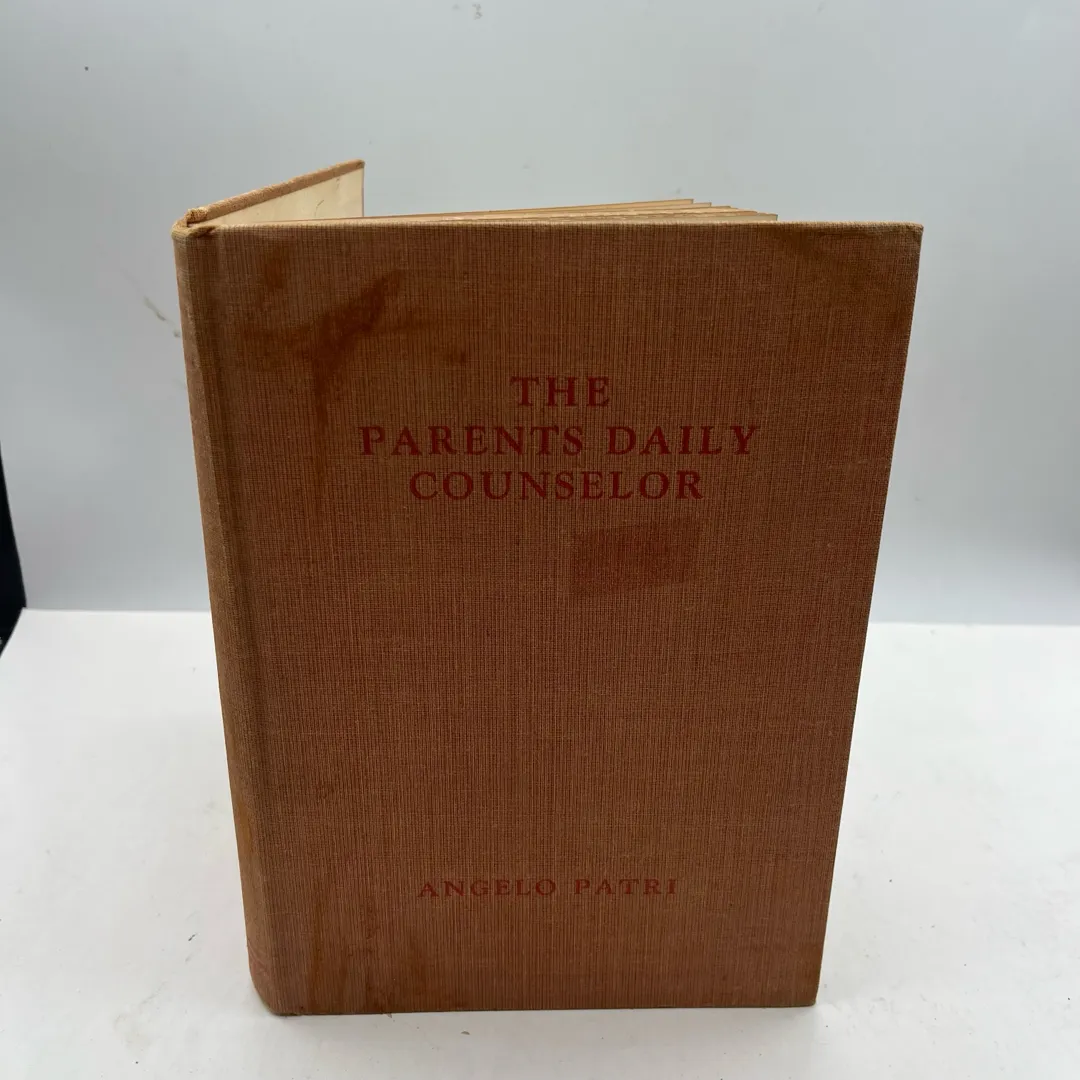 THE
PARENTS DAILY
COUNSELOR
ANGELO PATRI